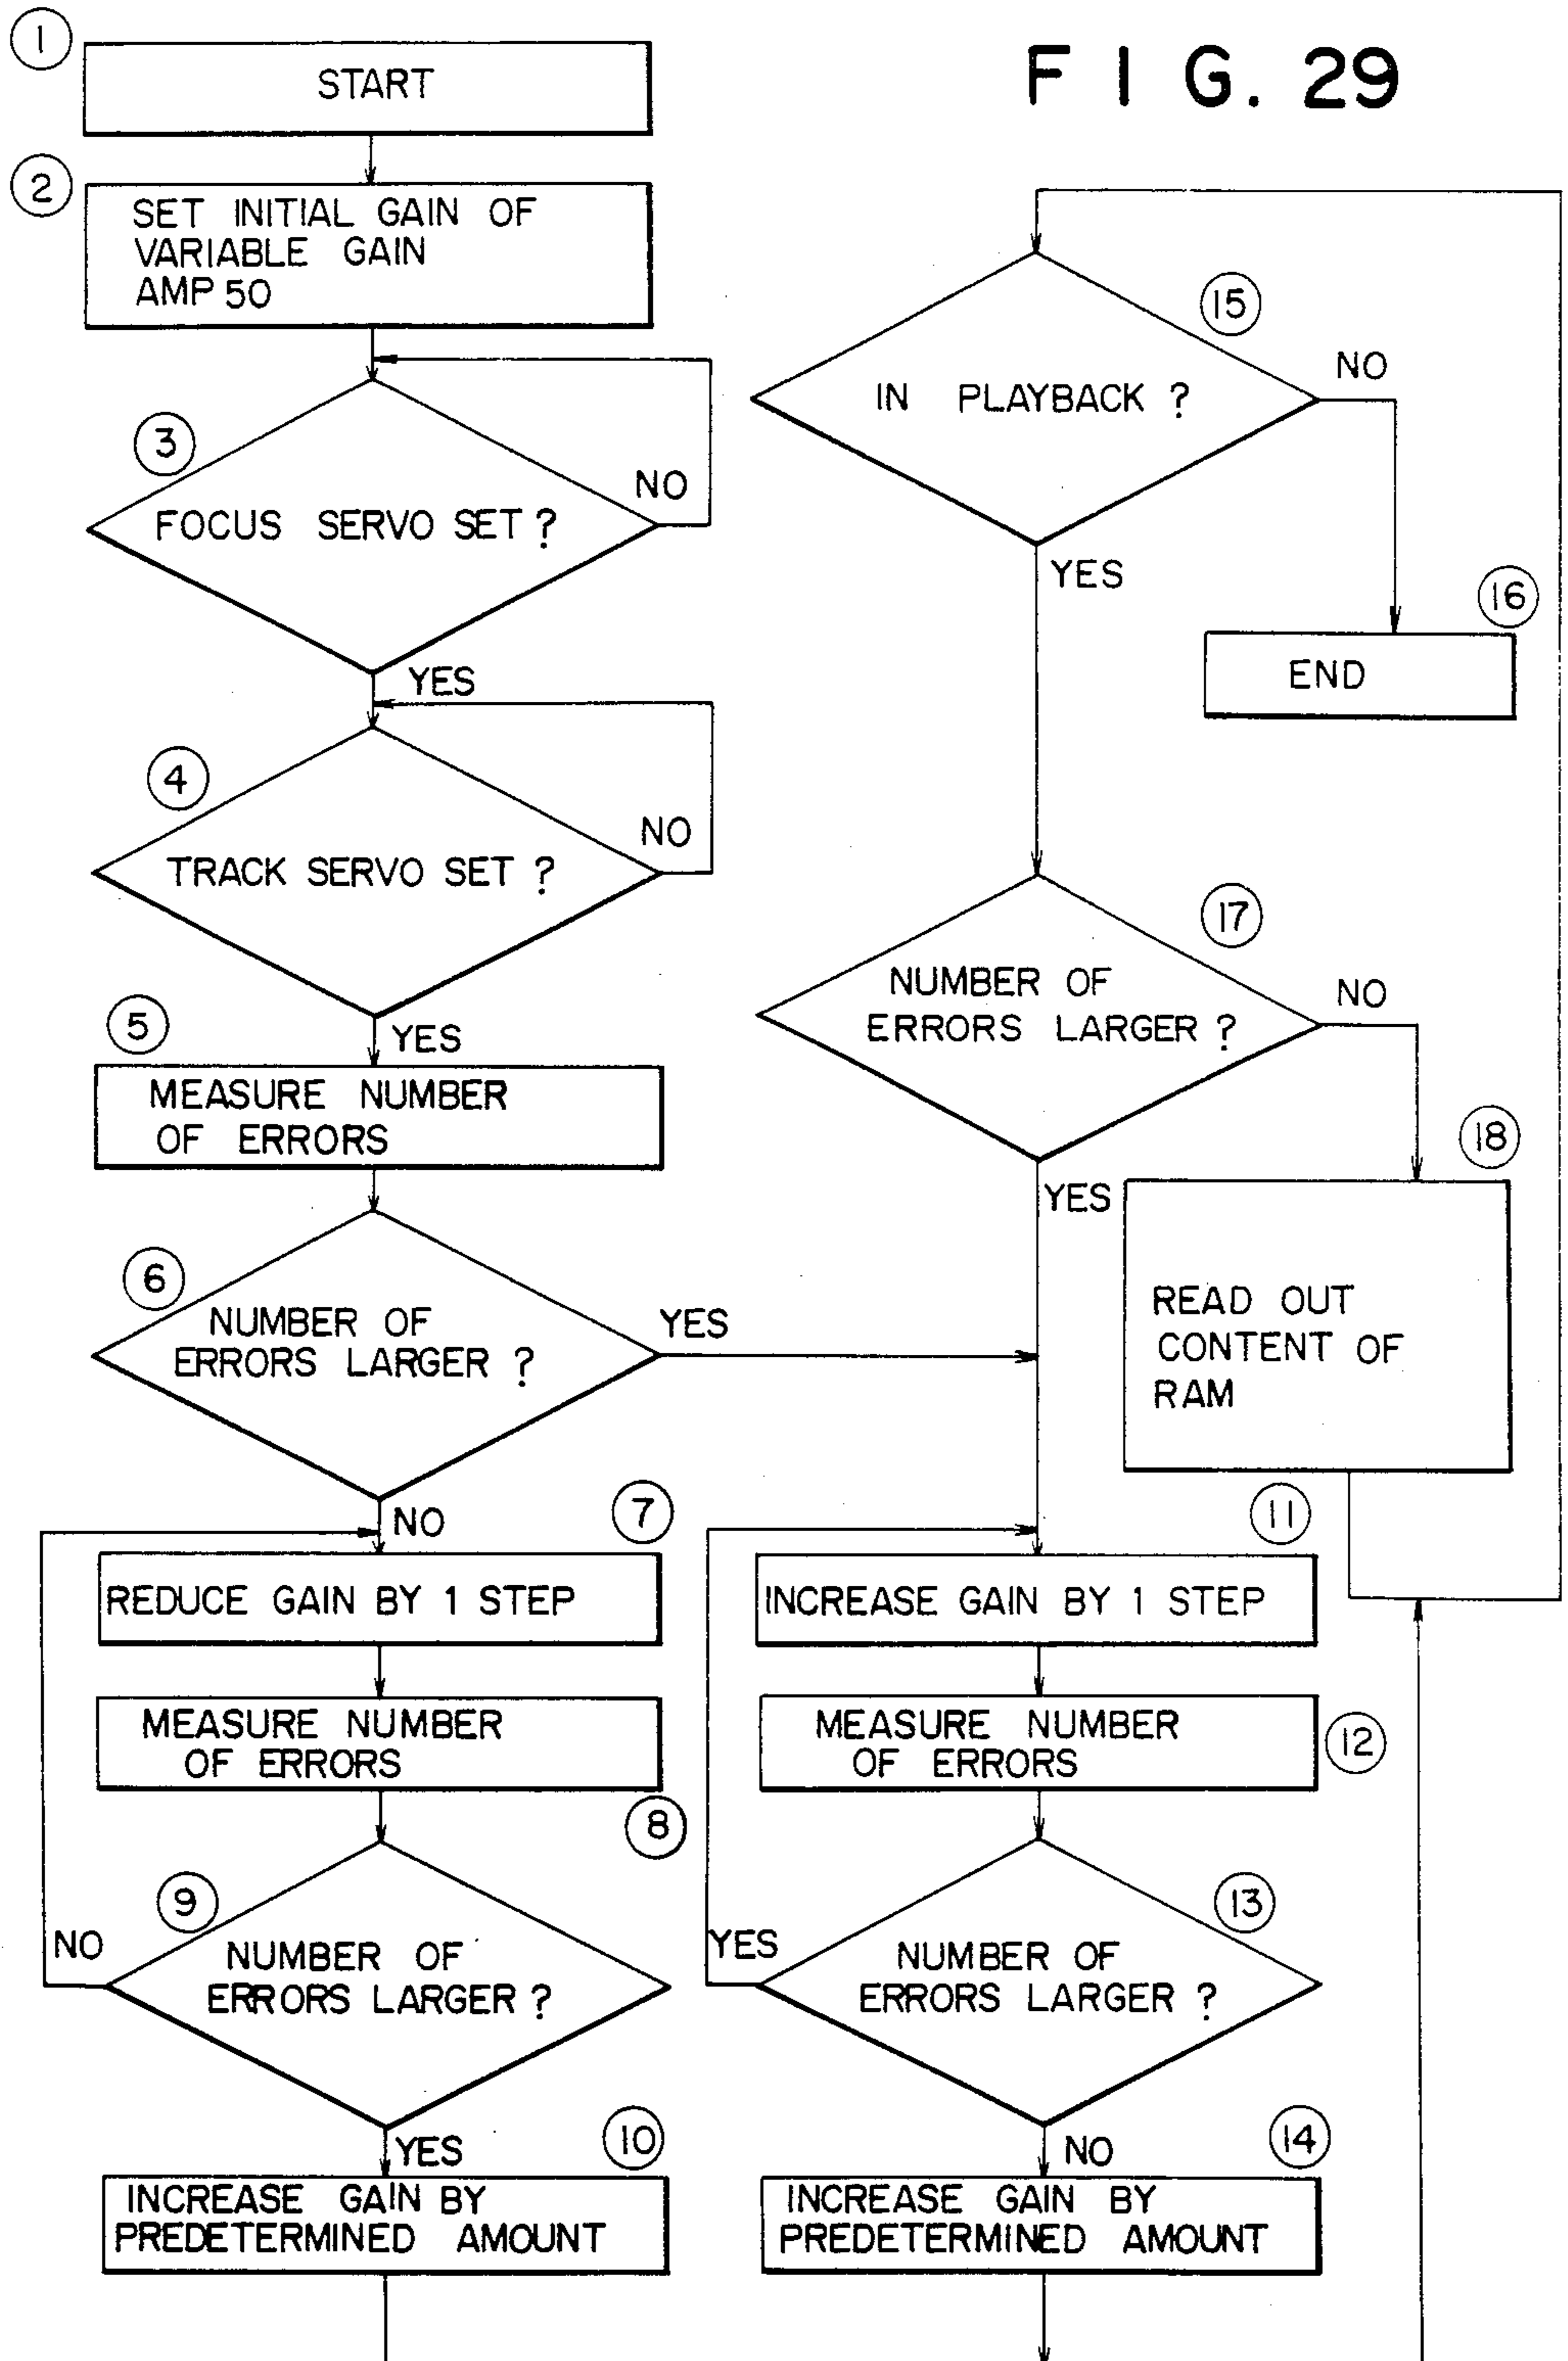 FIG. 29
1
START
2
SET INITIAL GAIN OF
VARIABLE GAIN
AMP 50
3
FOCUS SERVO SET ?
NO
YES
4
TRACK SERVO SET ?
NO
YES
5
MEASURE NUMBER
OF ERRORS
6
NUMBER OF
ERRORS LARGER ?
YES
NO
7
REDUCE GAIN BY 1 STEP
MEASURE NUMBER
OF ERRORS
8
9
NO
NUMBER OF
ERRORS LARGER ?
YES
10
INCREASE GAIN BY
PREDETERMINED AMOUNT
15
IN PLAYBACK ?
NO
YES
16
END
17
NUMBER OF
ERRORS LARGER ?
NO
YES
18
READ OUT
CONTENT OF
RAM
11
INCREASE GAIN BY 1 STEP
MEASURE NUMBER
OF ERRORS
12
13
YES
NUMBER OF
ERRORS LARGER ?
NO
14
INCREASE GAIN BY
PREDETERMINED AMOUNT